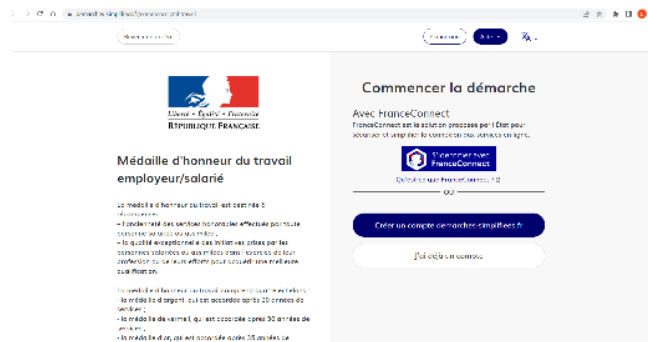 Liberté • Égalité • Fraternité
RÉPUBLIQUE FRANÇAISE
Médaille d'honneur du travail
employeur/salarié
La médaille d'honneur du travail est destinée à
récompenser
- l'ancienneté des services honorables effectués par toute
personne salariée ou assimilée ;
- la qualité exceptionnelle des initiatives prises par les
personnes salariées ou assimilées dans l'exercice de leur
profession ou de leurs efforts pour acquérir une meilleure
qualification.
La médaille d'honneur du travail comprend quatre échelons :
- la médaille d'argent, qui est accordée après 20 années de
services ;
- la médaille de vermeil, qui est accordée après 30 années de
services ;
- la médaille d'or, qui est accordée après 35 années de
Connexion
Aide
Commencer la démarche
Avec FranceConnect
FranceConnect est la solution proposée par l'État pour
sécuriser et simplifier la connexion aux services en ligne.
S'identifier avec
FranceConnect
Qu'est-ce que FranceConnect ?
OU
Créer un compte demarches-simplifiees.fr
J'ai déjà un compte